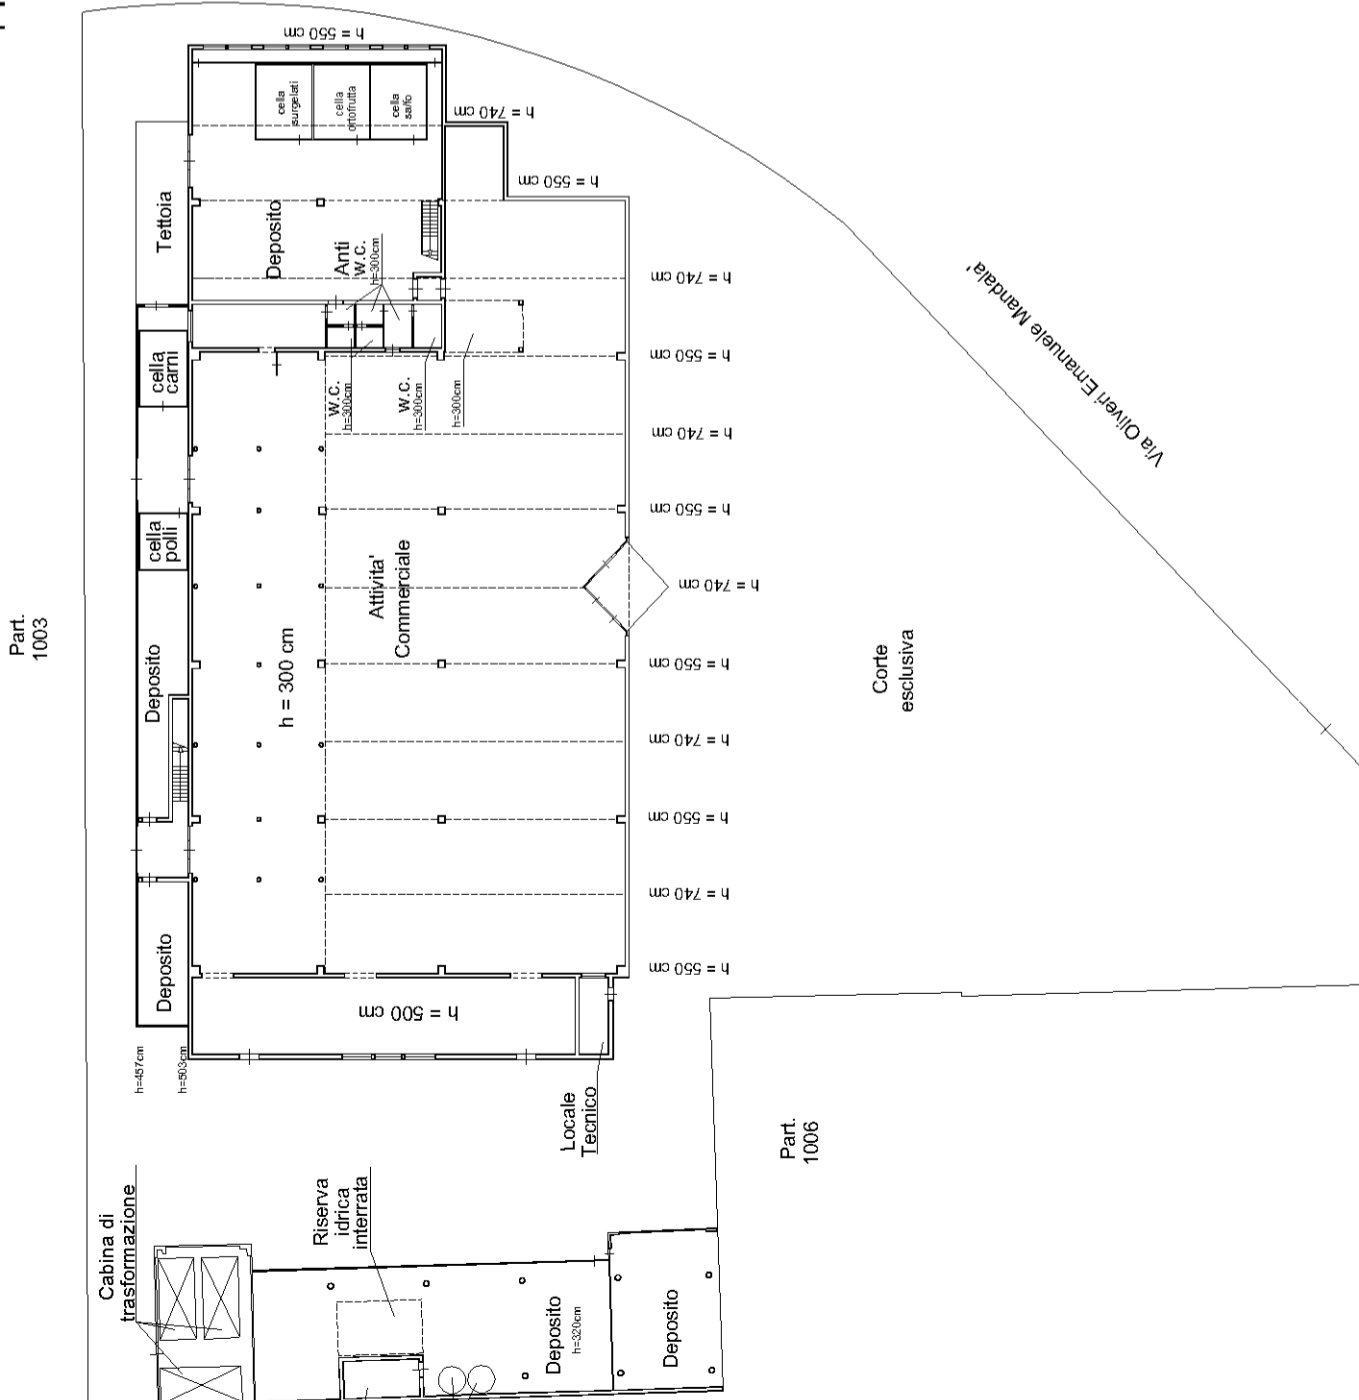 h = 550 cm
cella
surgelati
cella
ortofrutta
cella
sa/fo
h = 740 cm
h = 550 cm
Tettoia
Deposito
Anti
w.c.
h=300cm
h = 740 cm
Via Oliveri Emanuele Mandala'
cella
carni
h = 550 cm
w.c.
h=300cm
w.c.
h=300cm
h=300cm
h = 740 cm
h = 550 cm
cella
polli
Attivita'
Commerciale
h = 740 cm
Part.
1003
Deposito
h = 300 cm
h = 550 cm
Corte
esclusiva
h = 740 cm
h = 550 cm
h = 740 cm
Deposito
h = 550 cm
h = 500 cm
h=457cm
h=503cm
Locale
Tecnico
Part.
1006
Cabina di
trasformazione
Riserva
idrica
interrata
Deposito
h=320cm
Deposito